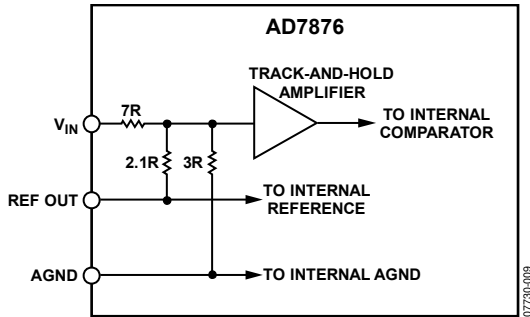 AD7876
TRACK-AND-HOLD
AMPLIFIER
7R
VIN
TO INTERNAL
COMPARATOR
2.1R
3R
REF OUT
TO INTERNAL
REFERENCE
AGND
TO INTERNAL AGND
07730-009